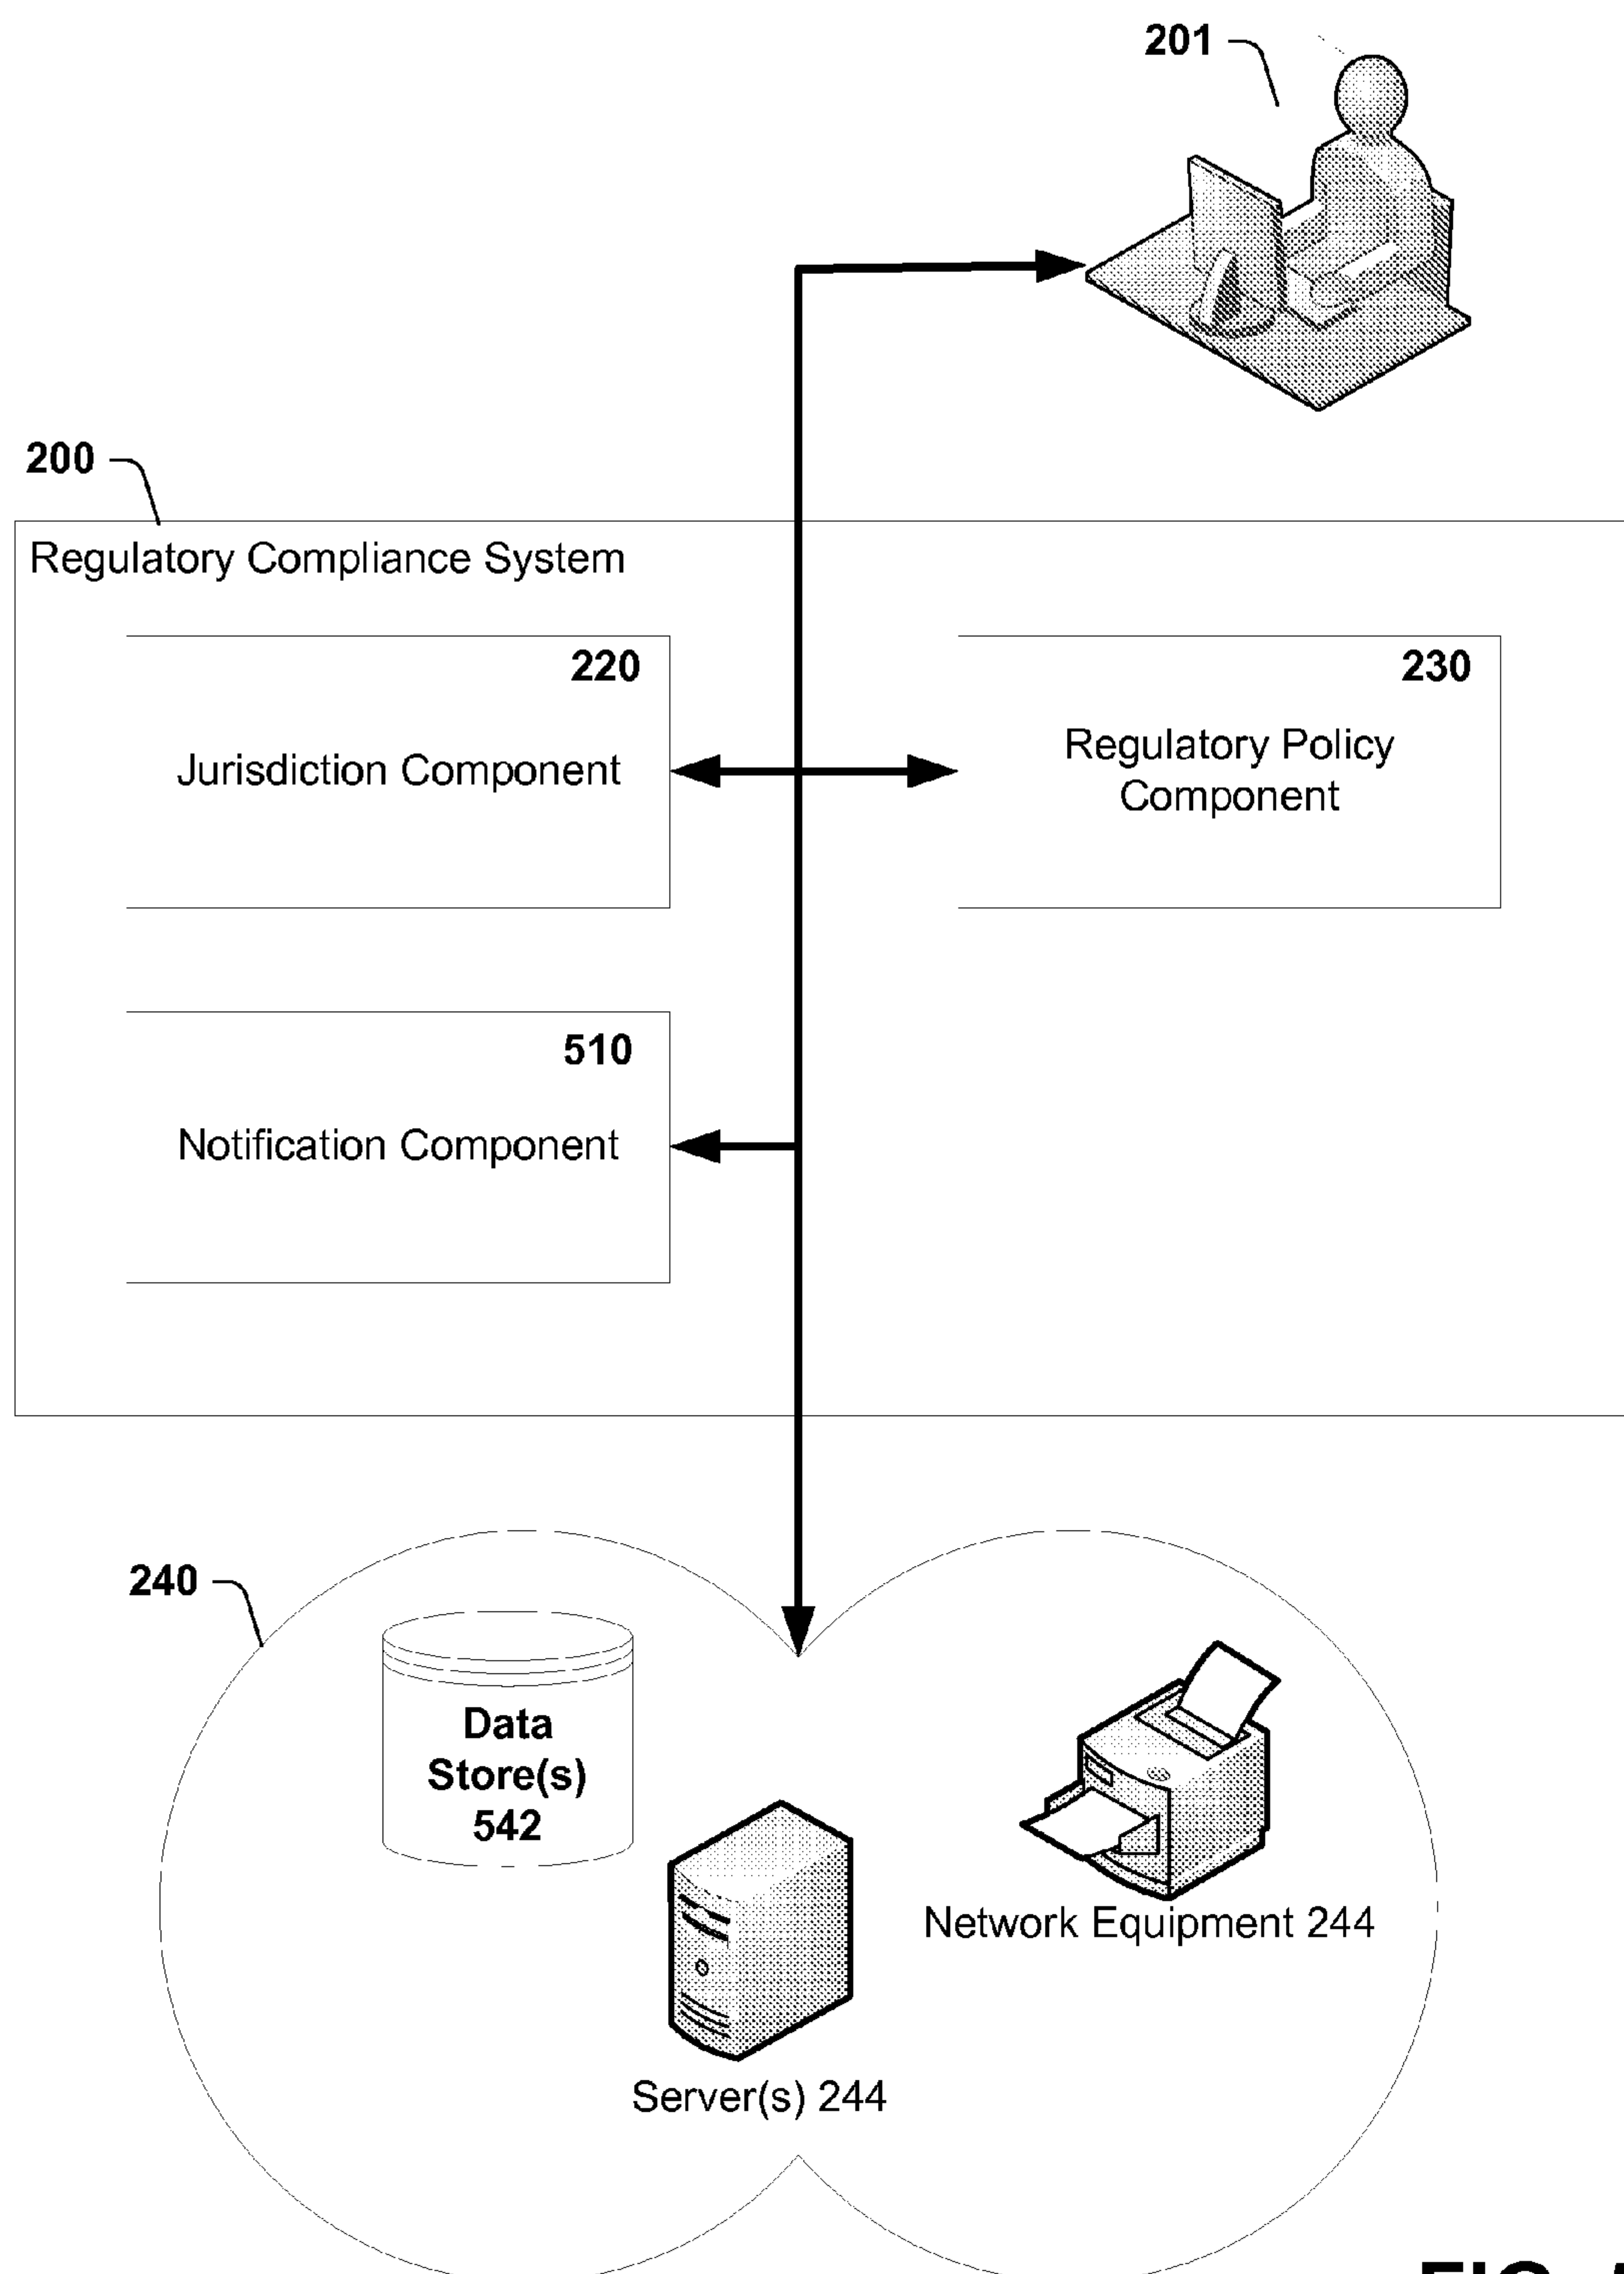 201
200
Regulatory Compliance System
220
Jurisdiction Component
230
Regulatory Policy
Component
510
Notification Component
240
Data
Store(s)
542
Network Equipment 244
Server(s) 244